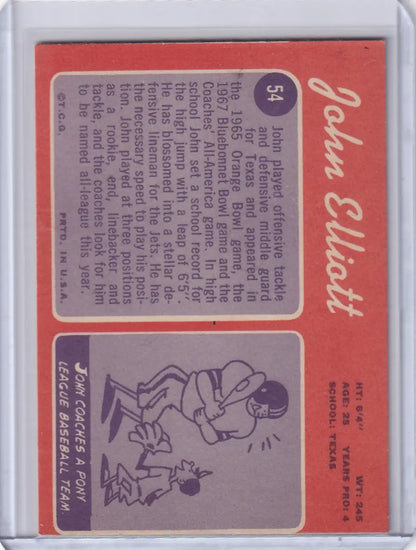 John Elliott
HT: 6'4" WT: 245
AGE: 25 YEARS PRO: 4
SCHOOL: TEXAS
54
John played offensive tackle
and defensive middle guard
for Texas and appeared in
the 1965 Orange Bowl game, the
1967 Bluebonnet Bowl game and the
Coaches' All-America game. In high
school John set a school record for
the high jump with a leap of 6'5".
He has blossomed into a stellar de-
fensive lineman for the Jets. He has
the necessary speed to play his posi-
tion. John played at three positions
as a rookie, end, linebacker and
tackle, and the coaches look for him
to be named all-league this year.
©T.C.G. PRTD. IN U.S.A.
JOHN COACHES A PONY
LEAGUE BASEBALL TEAM.